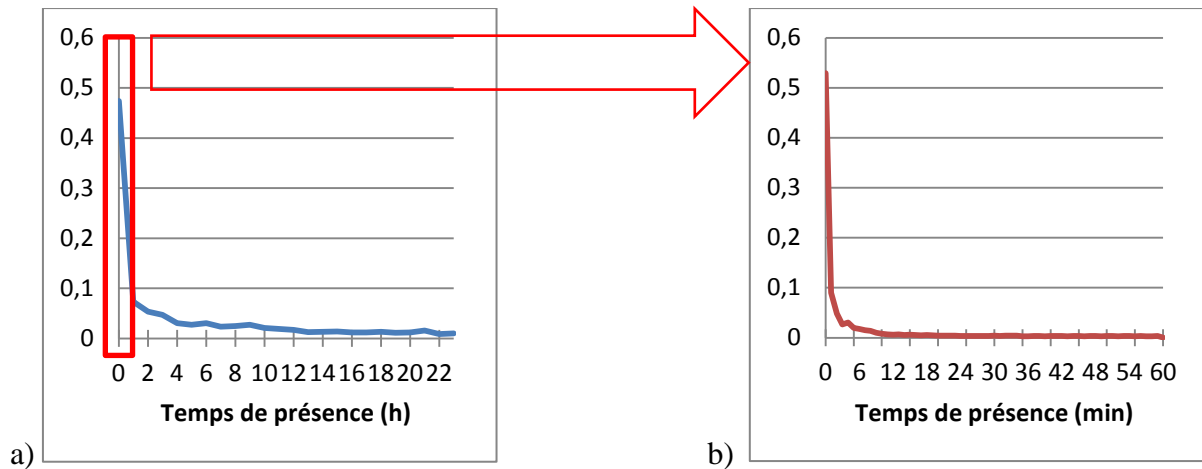 0,6
0,5
0,4
0,3
0,2
0,1
0
0 2 4 6 8 10 12 14 16 18 20 22
Temps de présence (h)
a)
0,6
0,5
0,4
0,3
0,2
0,1
0
0 6 12 18 24 30 36 42 48 54 60
Temps de présence (min)
b)